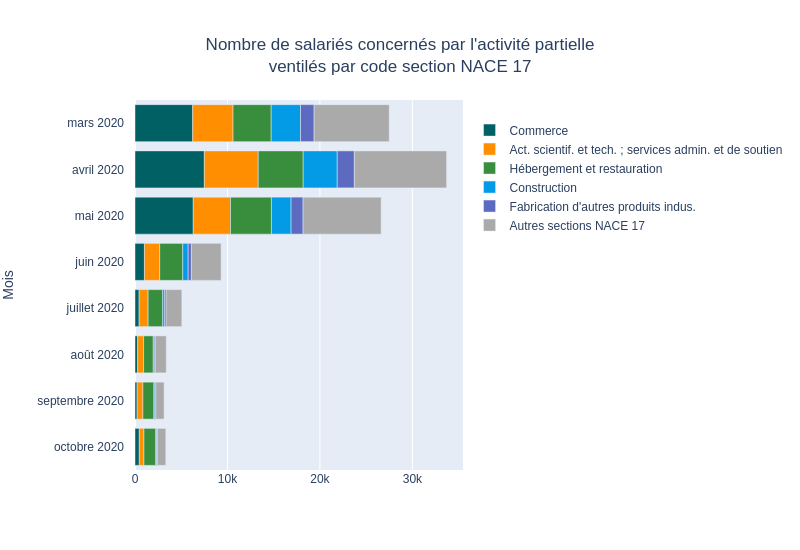 Nombre de salariés concernés par l'activité partielle
ventilés par code section NACE 17
mars 2020
avril 2020
mai 2020
juin 2020
juillet 2020
août 2020
septembre 2020
octobre 2020
Mois
0
10k
20k
30k
Commerce
Act. scientif. et tech. ; services admin. et de soutien
Hébergement et restauration
Construction
Fabrication d'autres produits indus.
Autres sections NACE 17